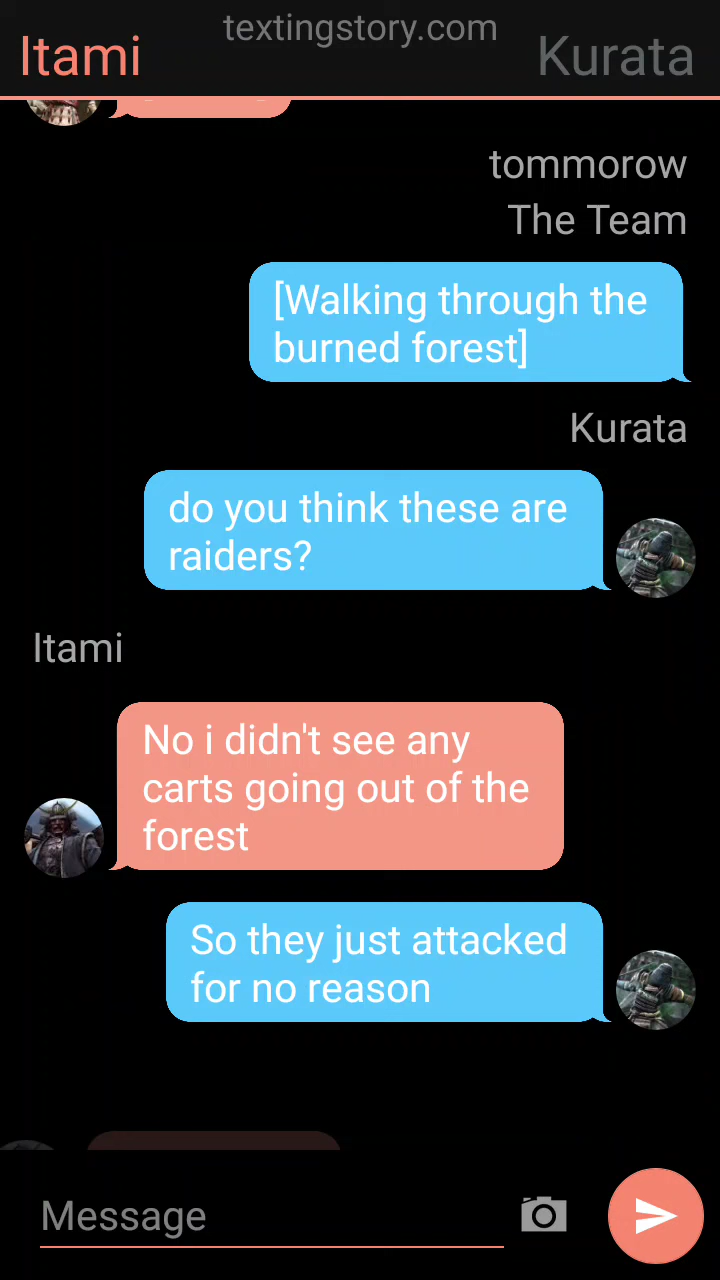 textingstory.com
Itami
Kurata
tommorow
The Team
[Walking through the
burned forest]
Kurata
do you think these are
raiders?
Itami
No i didn't see any
carts going out of the
forest
So they just attacked
for no reason
Message